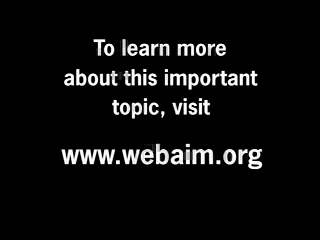 To learn more
about this important
topic, visit
www.webaim.org